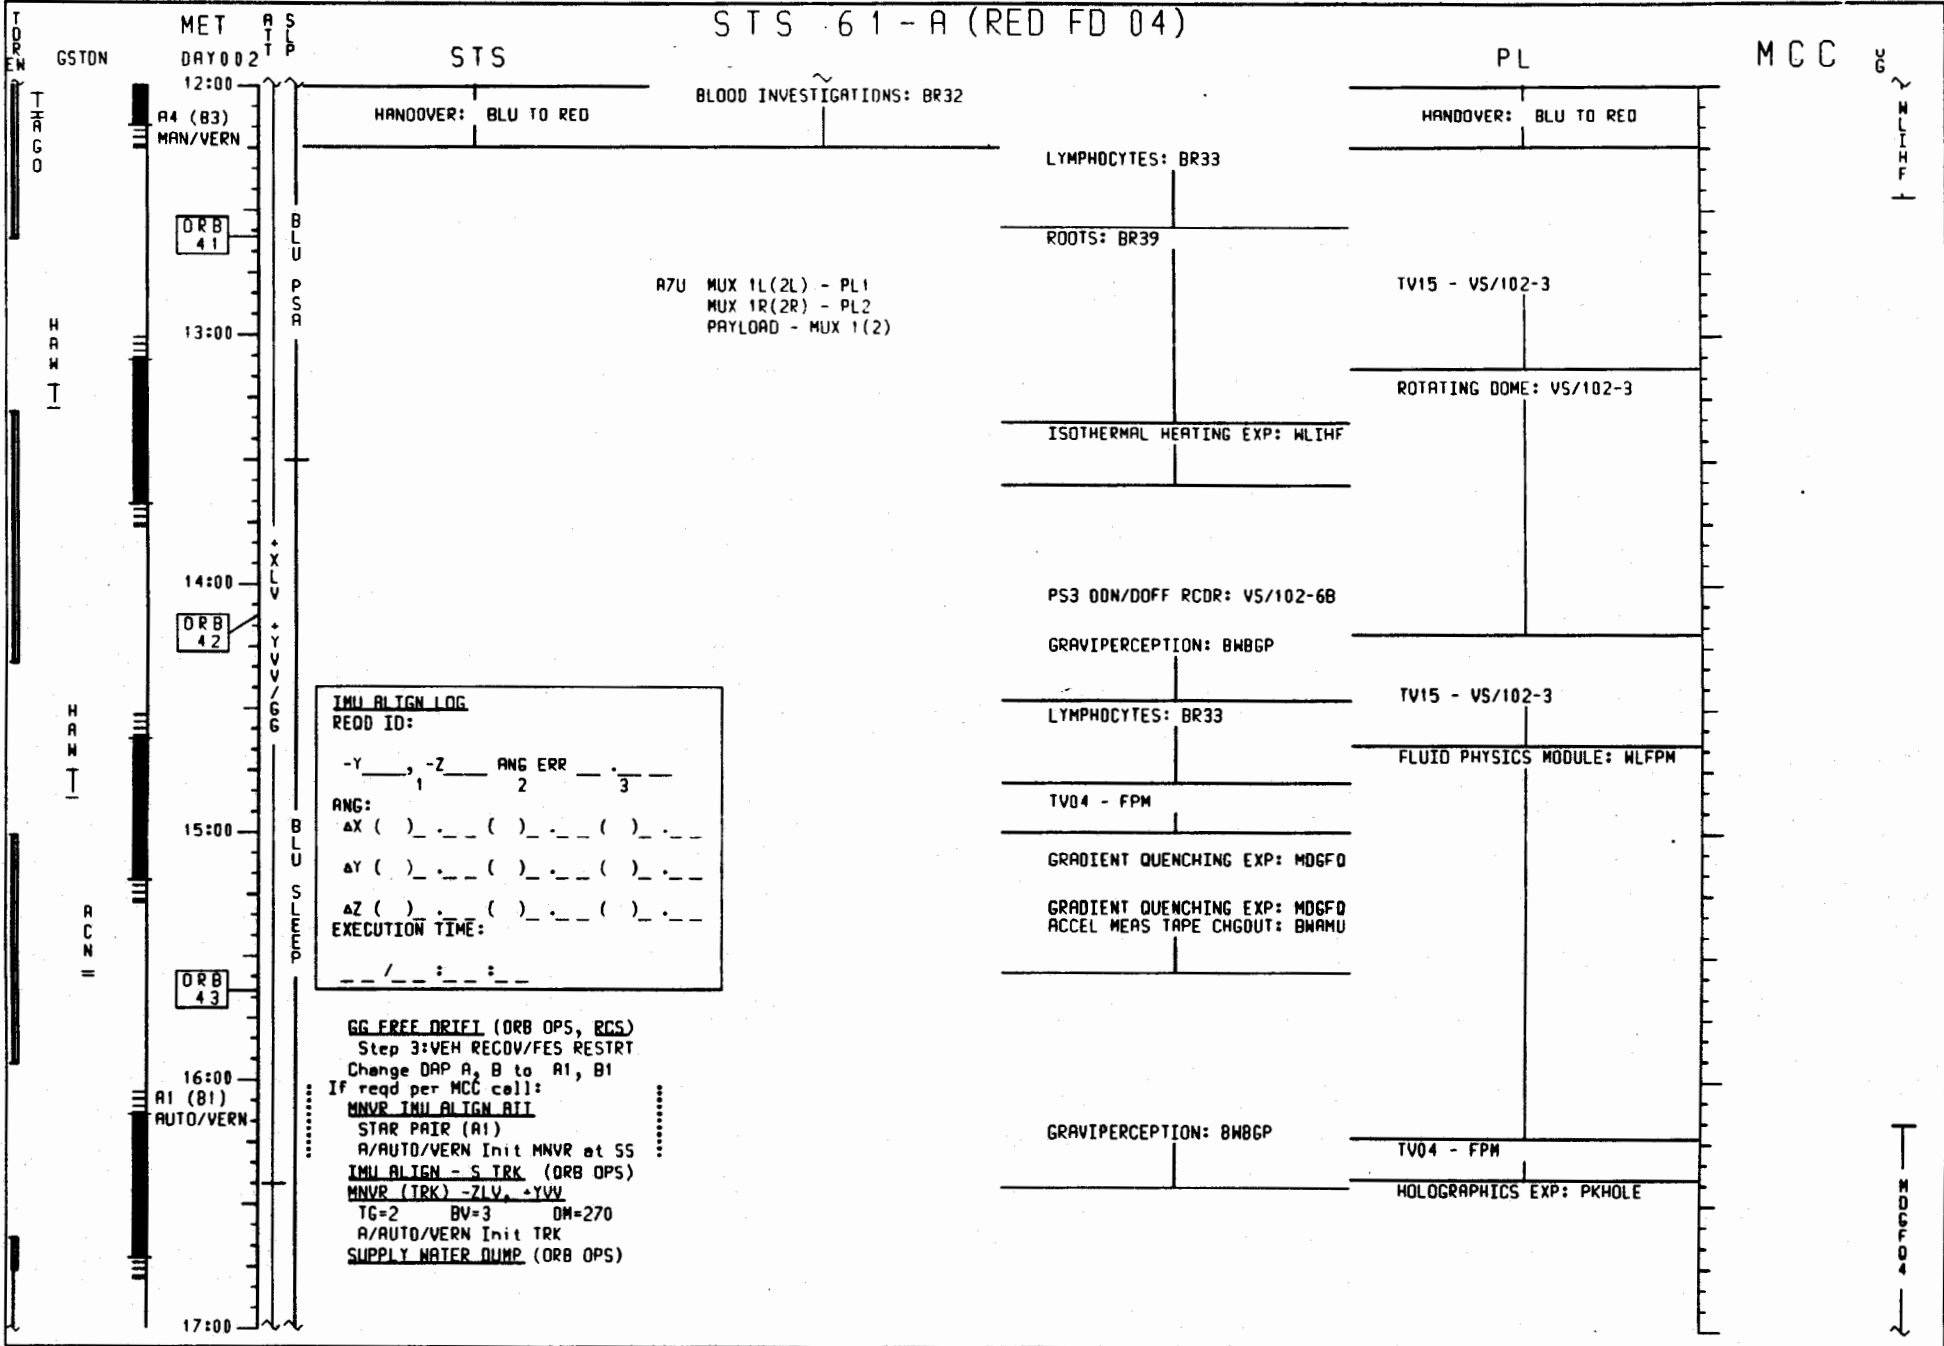 STS 61-A (RED FD 04)
TDRS
EW
GSTDN
MET
DAY002
ATT
SLP
STS
PL
MCC
VG
12:00
13:00
14:00
15:00
16:00
17:00
IAGO
HAW
HAW
ACN
A4 (B3)
MAN/VERN
ORB
41
ORB
42
ORB
43
A1 (B1)
AUTO/VERN
+XLV +YVV/GG
BLU PSA
BLU SLEEP
HANDOVER: BLU TO RED
BLOOD INVESTIGATIONS: BR32
A7U MUX 1L(2L) - PL1
MUX 1R(2R) - PL2
PAYLOAD - MUX 1(2)
IMU ALIGN LOG
REQD ID:
-Y____, -Z____ ANG ERR __ .__ __
1 2 3
ANG:
ΔX ( )_ ._ _ ( )_ ._ _ ( )_ ._ _
ΔY ( )_ ._ _ ( )_ ._ _ ( )_ ._ _
ΔZ ( )_ ._ _ ( )_ ._ _ ( )_ ._ _
EXECUTION TIME:
_ _ /_ _ :_ _ :_ _
GG FREE DRIFT (ORB OPS, RCS)
Step 3:VEH RECOV/FES RESTRT
Change DAP A, B to A1, B1
If reqd per MCC call:
MNVR IMU ALIGN ATT
STAR PAIR (A1)
A/AUTO/VERN Init MNVR at SS
IMU ALIGN - S TRK (ORB OPS)
MNVR (TRK) -ZLV, +YVV
TG=2 BV=3 OM=270
A/AUTO/VERN Init TRK
SUPPLY WATER DUMP (ORB OPS)
LYMPHOCYTES: BR33
ROOTS: BR39
ISOTHERMAL HEATING EXP: WLIHF
PS3 DON/DOFF RCDR: VS/102-6B
GRAVIPERCEPTION: BWBGP
LYMPHOCYTES: BR33
TV04 - FPM
GRADIENT QUENCHING EXP: MDGFQ
GRADIENT QUENCHING EXP: MDGFQ
ACCEL MEAS TAPE CHGOUT: BWAMU
GRAVIPERCEPTION: BWBGP
HANDOVER: BLU TO RED
TV15 - VS/102-3
ROTATING DOME: VS/102-3
TV15 - VS/102-3
FLUID PHYSICS MODULE: WLFPM
TV04 - FPM
HOLOGRAPHICS EXP: PKHOLE
WLIHF
MDGFQ4